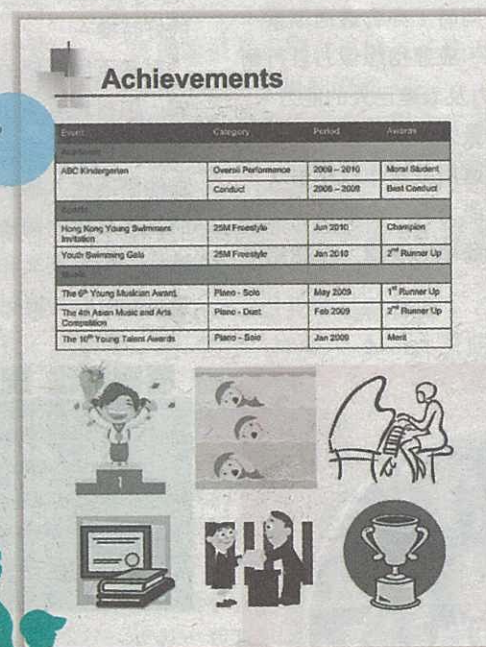 Achievements
Event Category Period Awards
Academic
ABC Kindergarten Overall Performance 2009 – 2010 Moral Student
Conduct 2008 – 2009 Best Conduct
Sports
Hong Kong Young Swimmers Invitation 25M Freestyle Jun 2010 Champion
Youth Swimming Gala 25M Freestyle Jan 2010 2nd Runner Up
Music
The 6th Young Musician Award, Piano - Solo May 2009 1st Runner Up
The 4th Asian Music and Arts Competition Piano - Duet Feb 2009 2nd Runner Up
The 16th Young Talent Awards Piano – Solo Jan 2009 Merit
1